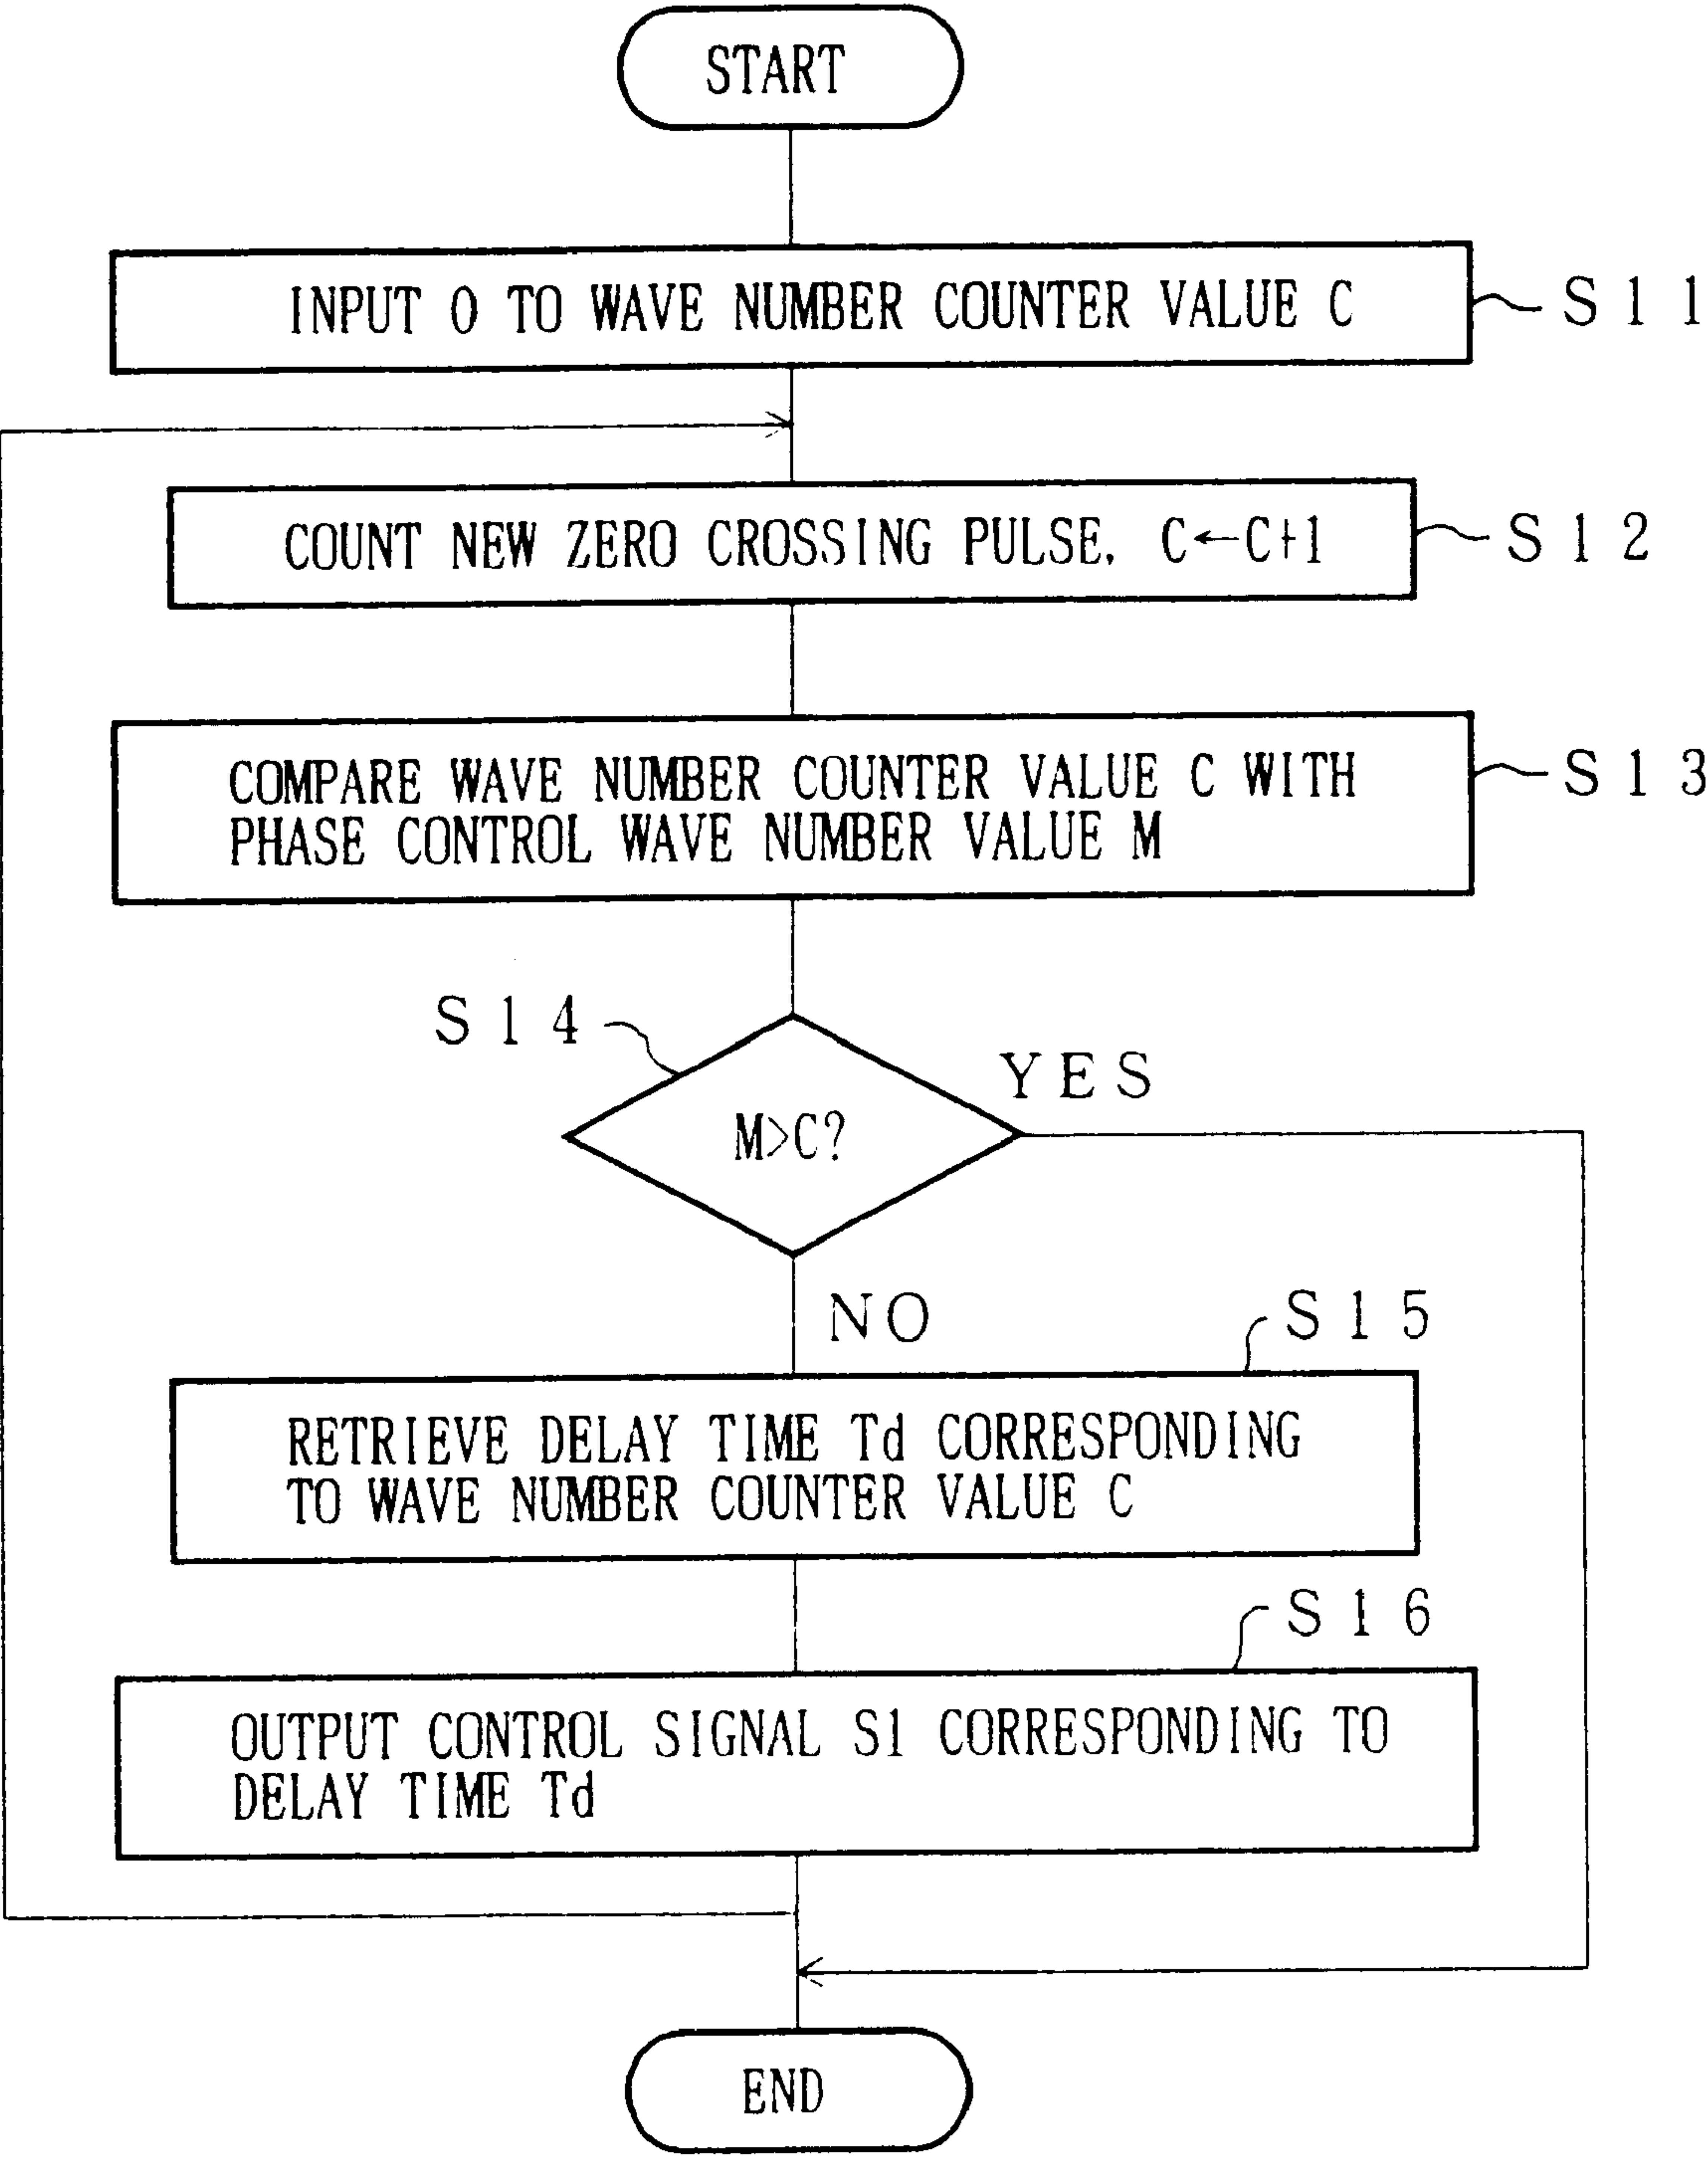 START
INPUT 0 TO WAVE NUMBER COUNTER VALUE C
S11
COUNT NEW ZERO CROSSING PULSE, C←C+1
S12
COMPARE WAVE NUMBER COUNTER VALUE C WITH
PHASE CONTROL WAVE NUMBER VALUE M
S13
S14
YES
M>C?
NO
S15
RETRIEVE DELAY TIME Td CORRESPONDING
TO WAVE NUMBER COUNTER VALUE C
S16
OUTPUT CONTROL SIGNAL S1 CORRESPONDING TO
DELAY TIME Td
END